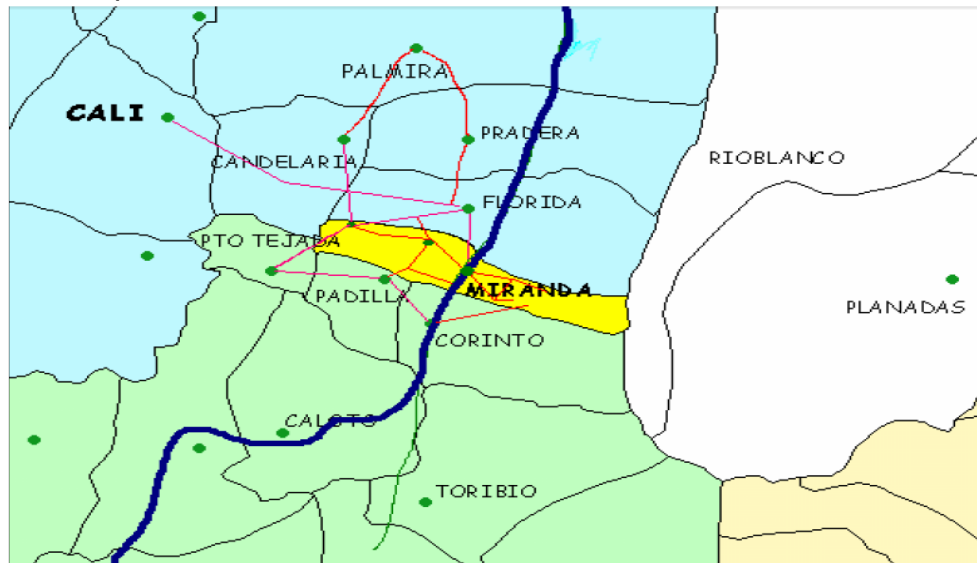 PALMIRA
CALI
PRADERA
CANDELARIA
RIOBLANCO
FLORIDA
PTO TEJADA
MIRANDA
PADILLA
PLANADAS
CORINTO
CALOTO
TORIBIO